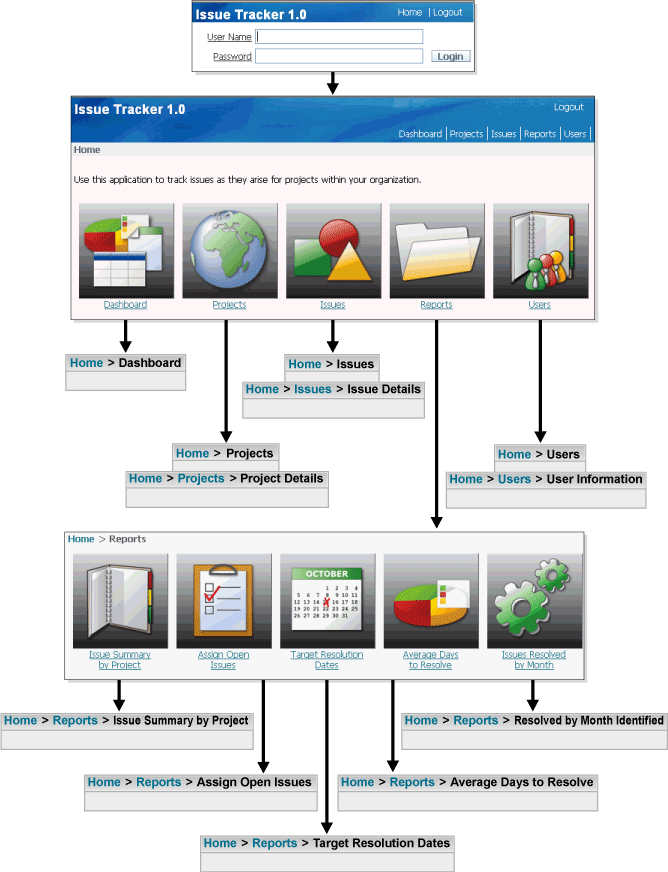 Issue Tracker 1.0
Home | Logout
User Name
Password
Login
Issue Tracker 1.0
Logout
Dashboard | Projects | Issues | Reports | Users |
Home
Use this application to track issues as they arise for projects within your organization.
Dashboard
Projects
Issues
Reports
Users
Home > Dashboard
Home > Issues
Home > Issues > Issue Details
Home > Projects
Home > Projects > Project Details
Home > Users
Home > Users > User Information
Home > Reports
OCTOBER
1 2 3 4
5 6 7 8 9 10 11
12 13 14 15 16 17 18
19 20 21 22 23 24 25
26 27 28 29 30 31
Issue Summary
by Project
Assign Open
Issues
Target Resolution
Dates
Average Days
to Resolve
Issues Resolved
by Month
Home > Reports > Issue Summary by Project
Home > Reports > Resolved by Month Identified
Home > Reports > Assign Open Issues
Home > Reports > Average Days to Resolve
Home > Reports > Target Resolution Dates